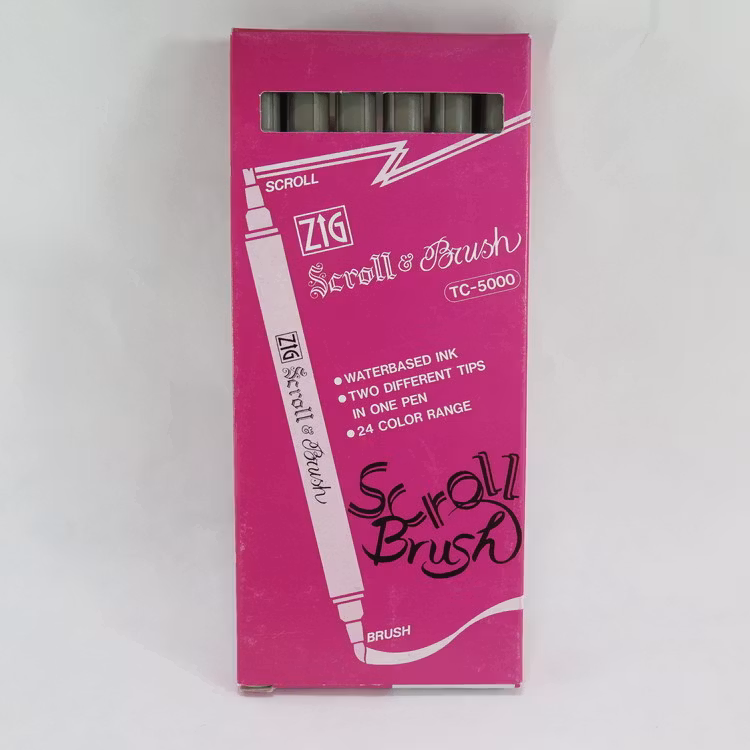 SCROLL
ZIG
Scroll & Brush
TC-5000
ZIG Scroll & Brush
● WATERBASED INK
● TWO DIFFERENT TIPS
IN ONE PEN
● 24 COLOR RANGE
Scroll
Brush
BRUSH